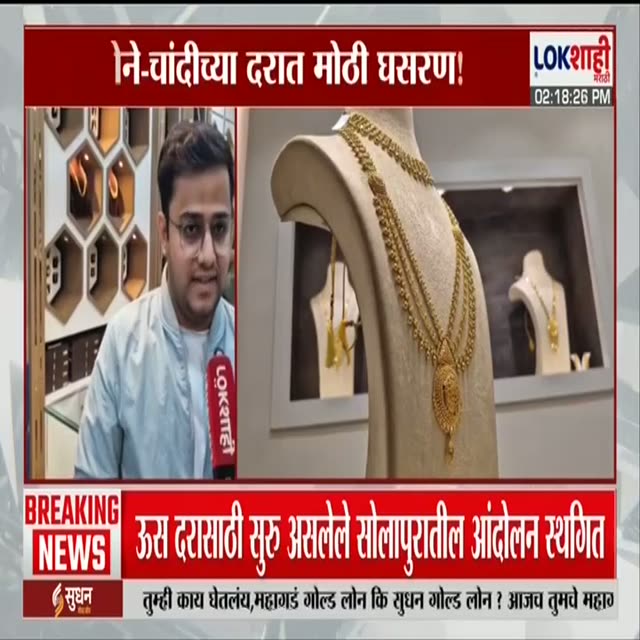 ोने-चांदीच्या दरात मोठी घसरण!
LOKशाही
मराठी
02:18:26 PM
LOKशाही
BREAKING
NEWS
ऊस दरासाठी सुरु असलेले सोलापुरातील आंदोलन स्थगित
सुधन
तुम्ही काय घेतलंय,महागडं गोल्ड लोन कि सुधन गोल्ड लोन ? आजच तुमचे महाग